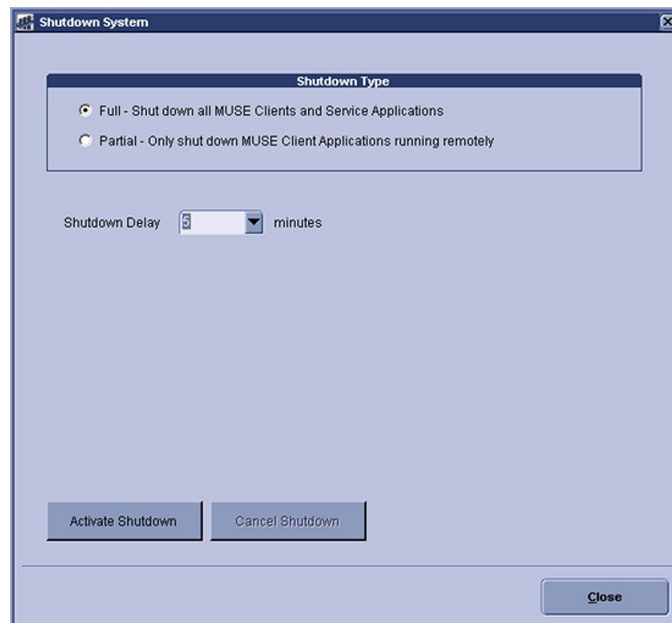 Shutdown System
Shutdown Type
Full - Shut down all MUSE Clients and Service Applications
Partial - Only shut down MUSE Client Applications running remotely
Shutdown Delay 5 minutes
Activate Shutdown Cancel Shutdown
Close